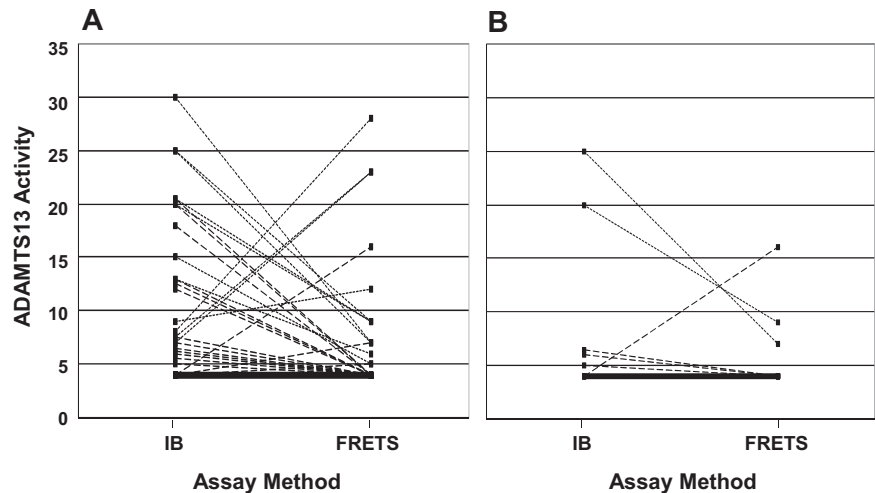 A
B
35
30
25
20
15
10
5
0
ADAMTS13 Activity
IB
FRETS
IB
FRETS
Assay Method
Assay Method